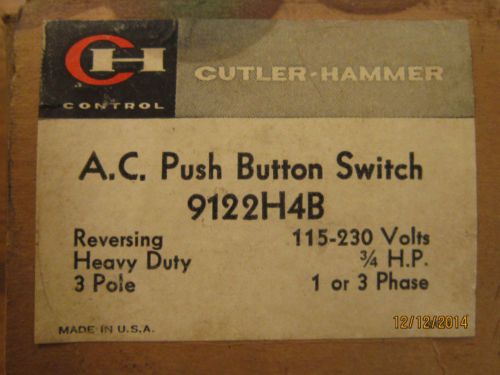 CH
CONTROL
CUTLER-HAMMER
A.C. Push Button Switch
9122H4B
Reversing 115-230 Volts
Heavy Duty ¾ H.P.
3 Pole 1 or 3 Phase
MADE IN U.S.A.
12/12/2014